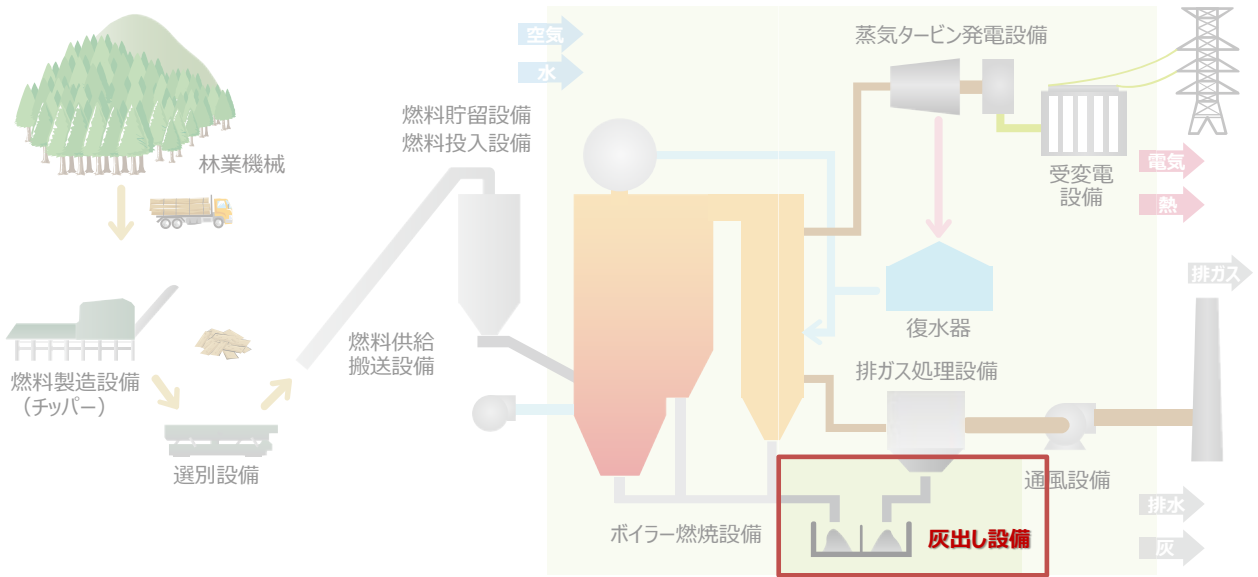 空気
水
蒸気タービン発電設備
燃料貯留設備
燃料投入設備
林業機械
受変電
設備
電気
熱
排ガス
復水器
燃料供給
搬送設備
排ガス処理設備
燃料製造設備
（チッパー）
選別設備
通風設備
ボイラー燃焼設備
灰出し設備
排水
灰